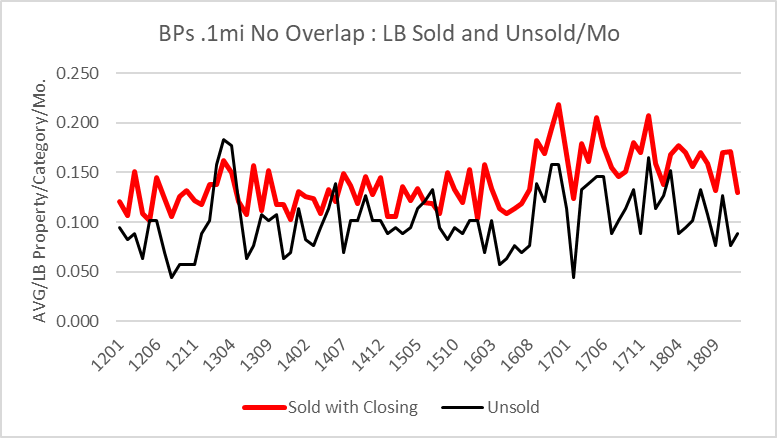 BPs .1mi No Overlap : LB Sold and Unsold/Mo
AVG/LB Property/Category/Mo.
0.250
0.200
0.150
0.100
0.050
0.000
1201 1206 1211 1304 1309 1402 1407 1412 1505 1510 1603 1608 1701 1706 1711 1804 1809
Sold with Closing Unsold